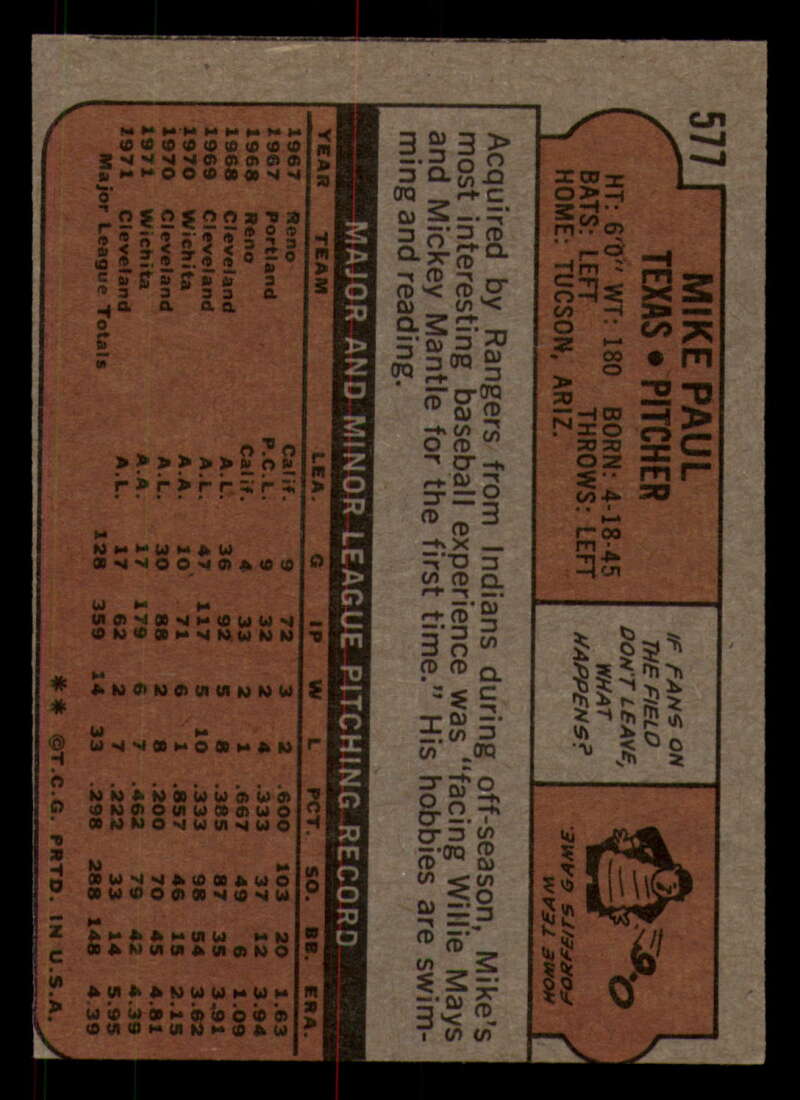 577
MIKE PAUL
TEXAS • PITCHER
HT: 6'0" WT: 180 BORN: 4-18-45
BATS: LEFT THROWS: LEFT
HOME: TUCSON, ARIZ.
IF FANS ON
THE FIELD
DON'T LEAVE,
WHAT
HAPPENS?
HOME TEAM
FORFEITS GAME.
Acquired by Rangers from Indians during off-season, Mike's
most interesting baseball experience was "facing Willie Mays
and Mickey Mantle for the first time." His hobbies are swim-
ming and reading.
MAJOR AND MINOR LEAGUE PITCHING RECORD
YEAR TEAM LEA. G IP W L PCT. SO. BB. ERA.
1967 Reno Calif. 9 72 3 2 .600 103 20 1.63
1967 Portland P.C.L. 9 32 2 4 .333 37 12 3.94
1968 Reno Calif. 4 33 2 1 .667 49 6 1.09
1968 Cleveland A.L. 36 92 5 8 .385 87 35 3.91
1969 Cleveland A.L. 47 117 5 10 .333 98 54 3.62
1970 Wichita A.A. 10 71 6 1 .857 46 15 2.15
1970 Cleveland A.L. 30 88 2 8 .200 70 45 4.81
1971 Wichita A.A. 17 179 6 7 .462 79 42 4.39
1971 Cleveland A.L. 17 62 2 7 .222 33 14 5.95
Major League Totals 128 359 14 33 .298 288 148 4.39
** ©T.C.G. PRTD. IN U.S.A.